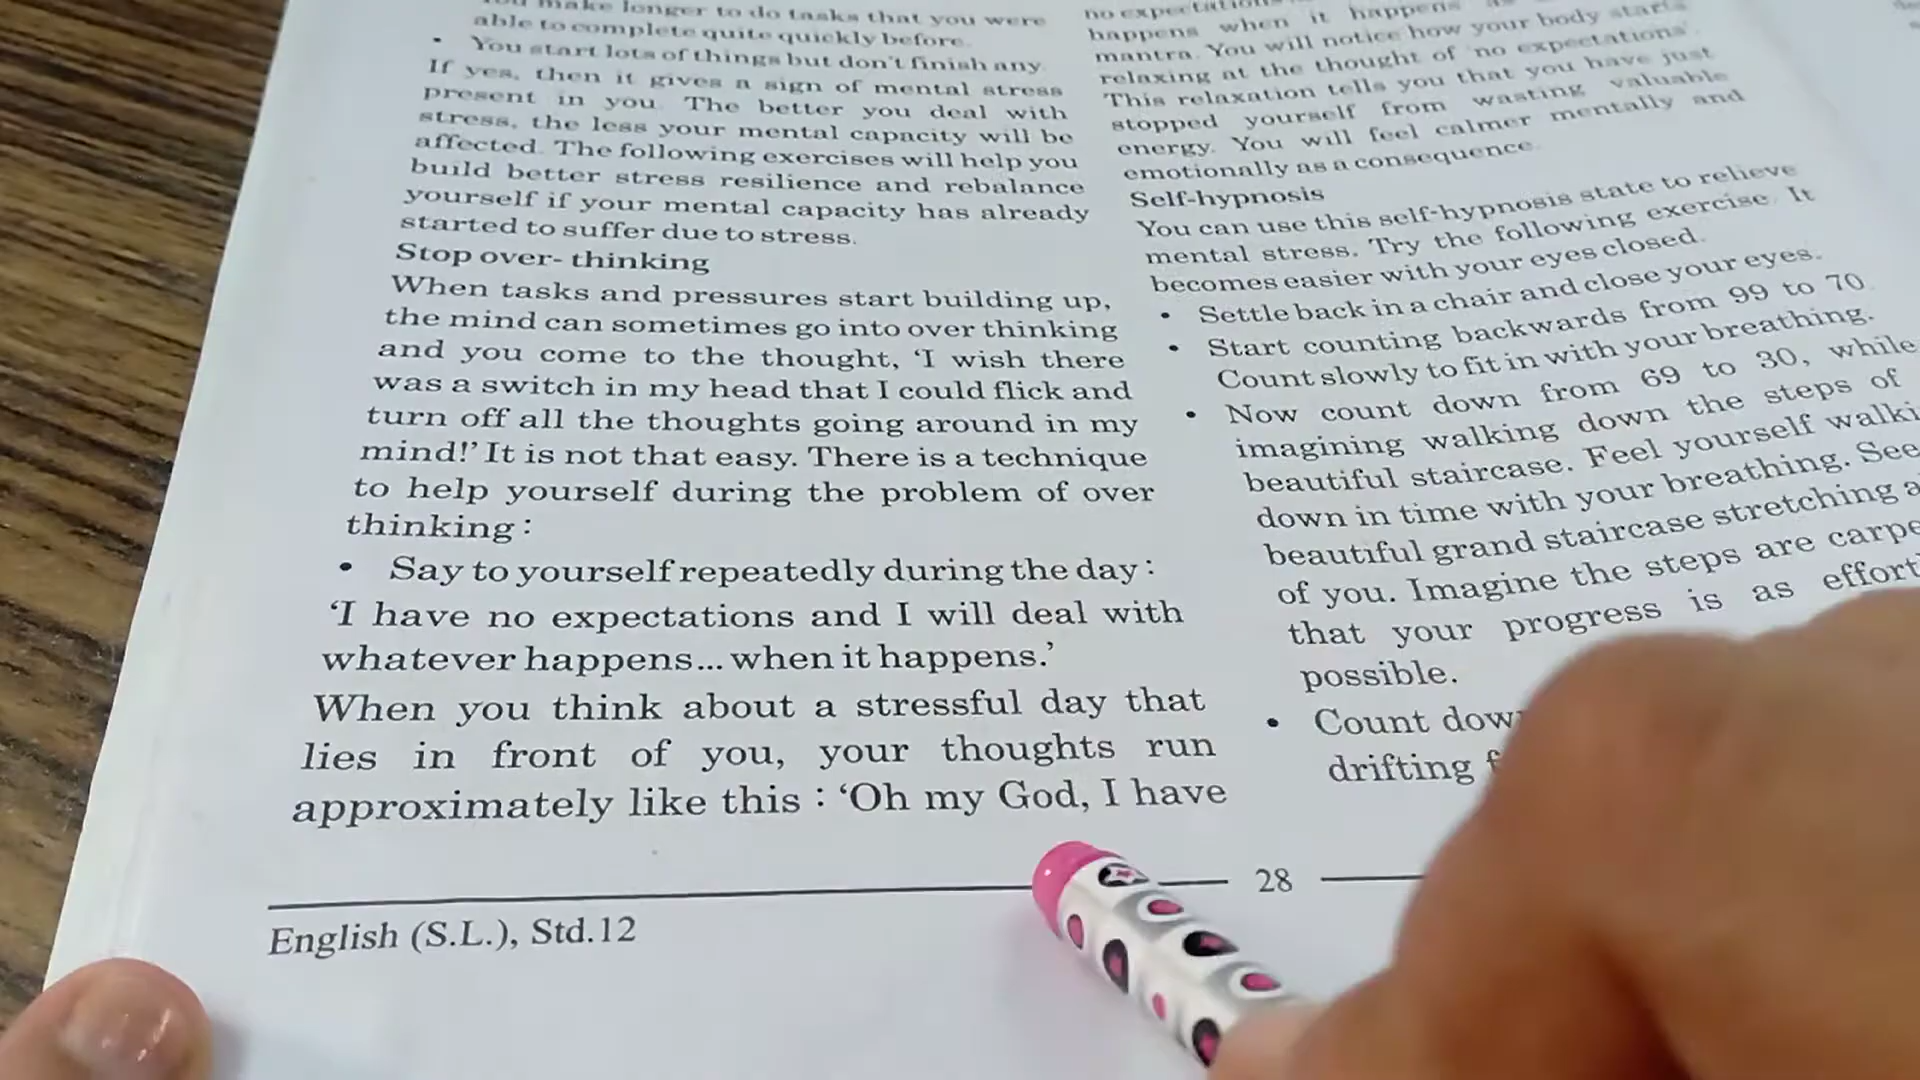 You make longer to do tasks that you were
able to complete quite quickly before.
• You start lots of things but don't finish any.
If yes, then it gives a sign of mental stress
present in you. The better you deal with
stress, the less your mental capacity will be
affected. The following exercises will help you
build better stress resilience and rebalance
yourself if your mental capacity has already
started to suffer due to stress.
Stop over- thinking
When tasks and pressures start building up,
the mind can sometimes go into over thinking
and you come to the thought, ‘I wish there
was a switch in my head that I could flick and
turn off all the thoughts going around in my
mind!’ It is not that easy. There is a technique
to help yourself during the problem of over
thinking :
• Say to yourself repeatedly during the day :
‘I have no expectations and I will deal with
whatever happens... when it happens.’
When you think about a stressful day that
lies in front of you, your thoughts run
approximately like this : ‘Oh my God, I have
no expectations
happens when it happens
mantra. You will notice how your body starts
relaxing at the thought of ‘no expectations’.
This relaxation tells you that you have just
stopped yourself from wasting valuable
energy. You will feel calmer mentally and
emotionally as a consequence.
Self-hypnosis
You can use this self-hypnosis state to relieve
mental stress. Try the following exercise. It
becomes easier with your eyes closed.
• Settle back in a chair and close your eyes.
• Start counting backwards from 99 to 70.
Count slowly to fit in with your breathing.
• Now count down from 69 to 30, while
imagining walking down the steps of
beautiful staircase. Feel yourself walki
down in time with your breathing. See
beautiful grand staircase stretching a
of you. Imagine the steps are carpe
that your progress is as effort
possible.
• Count down
drifting
28
English (S.L.), Std.12